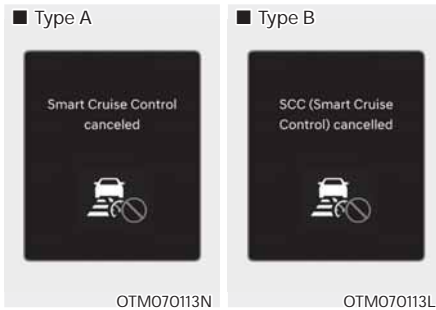 ■ Type A
Smart Cruise Control
canceled
OTM070113N
■ Type B
SCC (Smart Cruise
Control) cancelled
OTM070113L